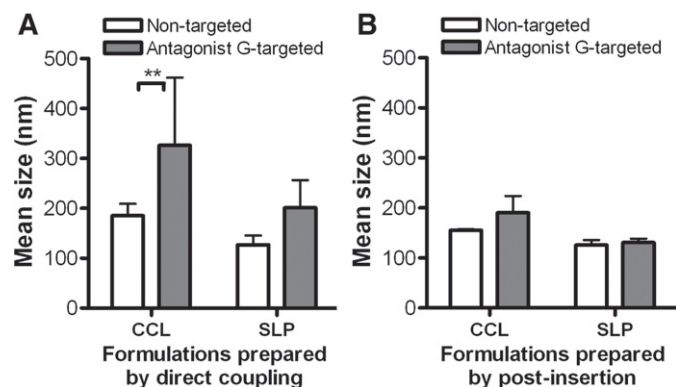 A
Non-targeted
Antagonist G-targeted
**
Mean size (nm)
500
400
300
200
100
0
CCL
SLP
Formulations prepared
by direct coupling
B
Non-targeted
Antagonist G-targeted
Mean size (nm)
500
400
300
200
100
0
CCL
SLP
Formulations prepared
by post-insertion